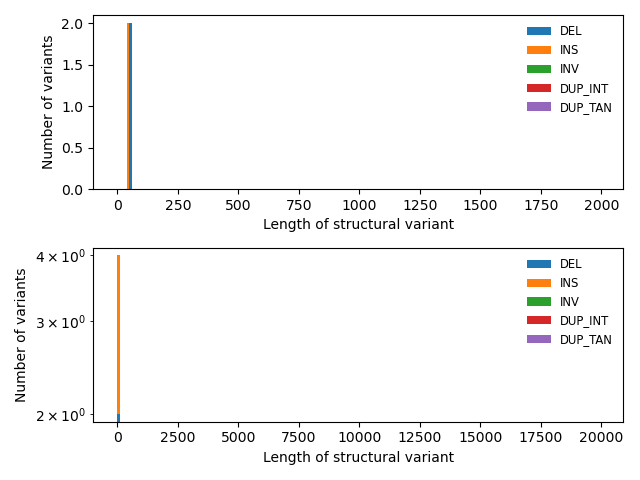 Number of variants
2.0
1.5
1.0
0.5
0.0
DEL
INS
INV
DUP_INT
DUP_TAN
0 250 500 750 1000 1250 1500 1750 2000
Length of structural variant
Number of variants
4 × 10⁰
3 × 10⁰
2 × 10⁰
DEL
INS
INV
DUP_INT
DUP_TAN
0 2500 5000 7500 10000 12500 15000 17500 20000
Length of structural variant